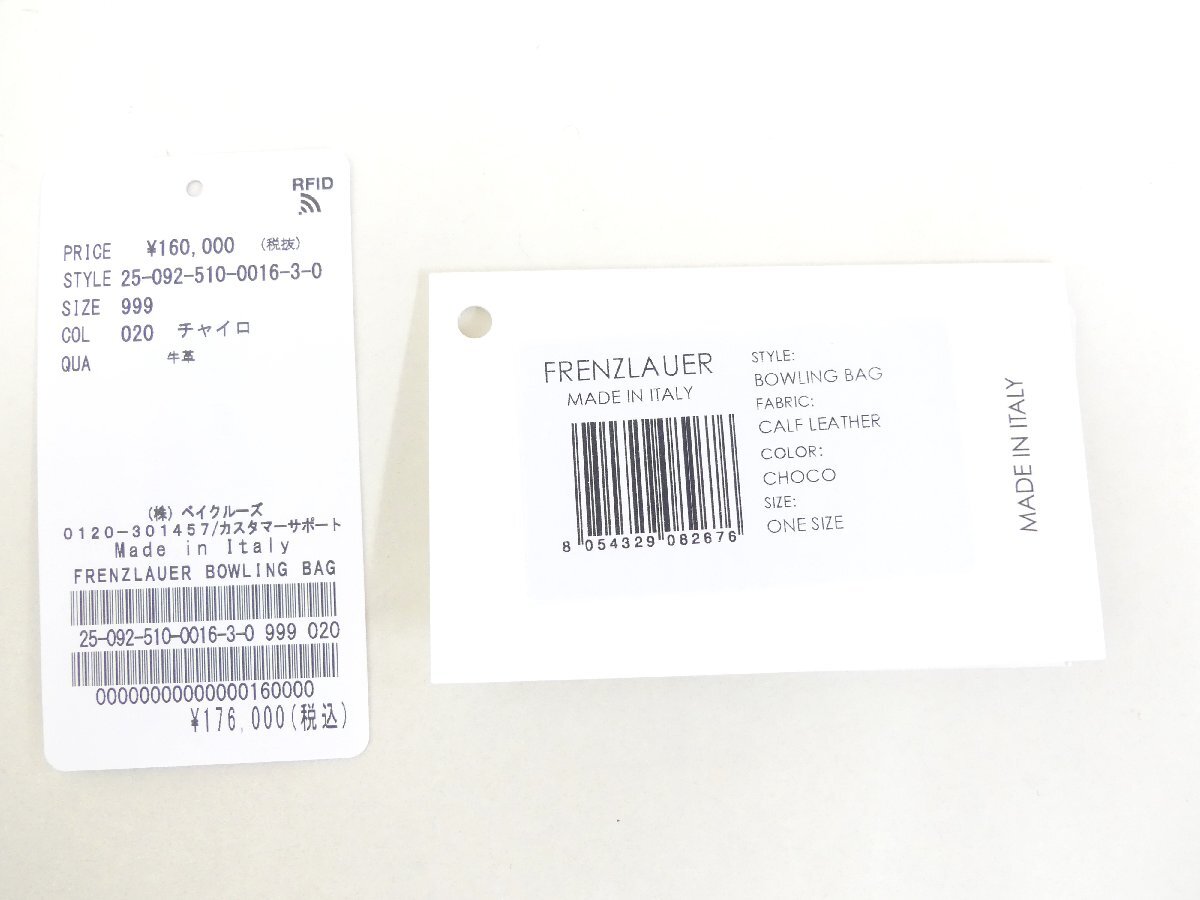 RFID
PRICE ¥160,000 (税抜)
STYLE 25-092-510-0016-3-0
SIZE 999
COL 020 チャイロ
QUA 牛革
(株) ベイクルーズ
0120-301457/カスタマーサポート
Made in Italy
FRENZLAUER BOWLING BAG
25-092-510-0016-3-0 999 020
00000000000000160000
¥176,000(税込)
FRENZLAUER
MADE IN ITALY
8 054329 082676
STYLE:
BOWLING BAG
FABRIC:
CALF LEATHER
COLOR:
CHOCO
SIZE:
ONE SIZE
MADE IN ITALY